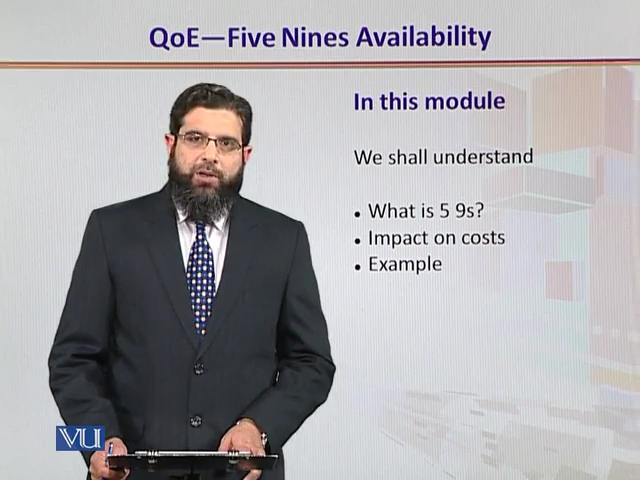 QoE—Five Nines Availability
In this module
We shall understand
• What is 5 9s?
• Impact on costs
• Example
VU